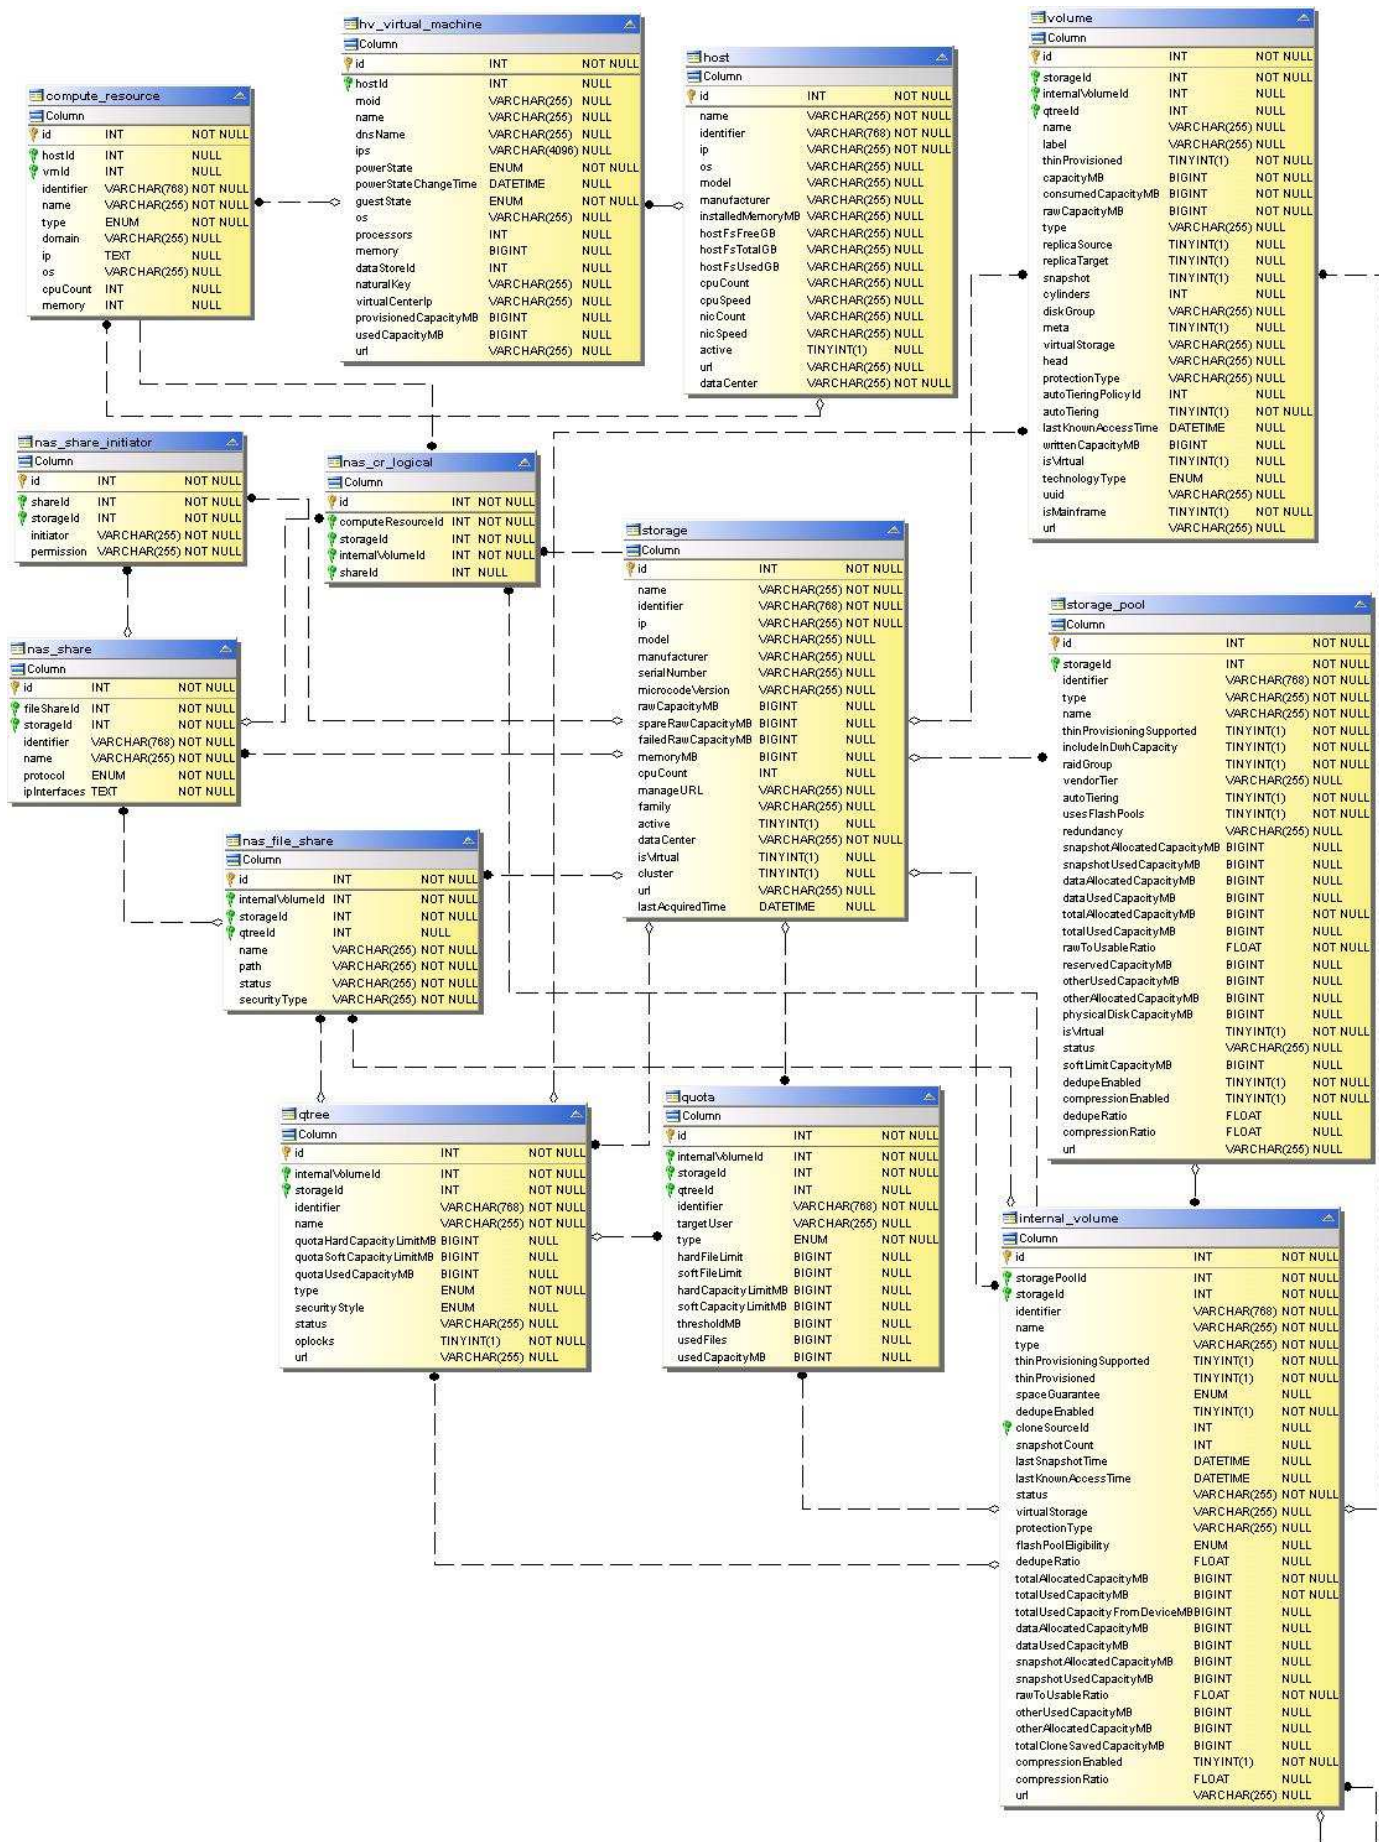 hv_virtual_machine
Column
id INT NOT NULL
hostId INT NULL
moid VARCHAR(255) NULL
name VARCHAR(255) NULL
dnsName VARCHAR(255) NULL
ips VARCHAR(4096) NULL
powerState ENUM NOT NULL
powerStateChangeTime DATETIME NULL
guestState ENUM NOT NULL
os VARCHAR(255) NULL
processors INT NULL
memory BIGINT NULL
dataStoreId INT NULL
naturalKey VARCHAR(255) NULL
virtualCenterIp VARCHAR(255) NULL
provisionedCapacityMB BIGINT NULL
usedCapacityMB BIGINT NULL
url VARCHAR(255) NULL
volume
Column
id INT NOT NULL
storageId INT NOT NULL
internalVolumeId INT NULL
qtreeId INT NULL
name VARCHAR(255) NULL
label VARCHAR(255) NULL
thinProvisioned TINYINT(1) NOT NULL
capacityMB BIGINT NOT NULL
consumedCapacityMB BIGINT NOT NULL
rawCapacityMB BIGINT NOT NULL
type VARCHAR(255) NULL
replicaSource TINYINT(1) NULL
replicaTarget TINYINT(1) NULL
snapshot TINYINT(1) NULL
cylinders INT NULL
diskGroup VARCHAR(255) NULL
meta TINYINT(1) NULL
virtualStorage VARCHAR(255) NULL
head VARCHAR(255) NULL
protectionType VARCHAR(255) NULL
autoTieringPolicyId INT NULL
autoTiering TINYINT(1) NOT NULL
lastKnownAccessTime DATETIME NULL
writtenCapacityMB BIGINT NULL
isVirtual TINYINT(1) NULL
technologyType ENUM NULL
uuid VARCHAR(255) NULL
isMainframe TINYINT(1) NOT NULL
url VARCHAR(255) NULL
host
Column
id INT NOT NULL
name VARCHAR(255) NOT NULL
identifier VARCHAR(768) NOT NULL
ip VARCHAR(255) NOT NULL
os VARCHAR(255) NULL
model VARCHAR(255) NULL
manufacturer VARCHAR(255) NULL
installedMemoryMB VARCHAR(255) NULL
hostFsFreeGB VARCHAR(255) NULL
hostFsTotalGB VARCHAR(255) NULL
hostFsUsedGB VARCHAR(255) NULL
cpuCount VARCHAR(255) NULL
cpuSpeed VARCHAR(255) NULL
nicCount VARCHAR(255) NULL
nicSpeed VARCHAR(255) NULL
active TINYINT(1) NULL
url VARCHAR(255) NULL
dataCenter VARCHAR(255) NOT NULL
compute_resource
Column
id INT NOT NULL
hostId INT NULL
vmId INT NULL
identifier VARCHAR(768) NOT NULL
name VARCHAR(255) NOT NULL
type ENUM NOT NULL
domain VARCHAR(255) NULL
ip TEXT NULL
os VARCHAR(255) NULL
cpuCount INT NULL
memory INT NULL
nas_share_initiator
Column
id INT NOT NULL
shareId INT NOT NULL
storageId INT NOT NULL
initiator VARCHAR(255) NOT NULL
permission VARCHAR(255) NOT NULL
nas_cr_logical
Column
id INT NOT NULL
computeResourceId INT NOT NULL
storageId INT NOT NULL
internalVolumeId INT NOT NULL
shareId INT NULL
storage
Column
id INT NOT NULL
name VARCHAR(255) NOT NULL
identifier VARCHAR(768) NOT NULL
ip VARCHAR(255) NOT NULL
model VARCHAR(255) NULL
manufacturer VARCHAR(255) NULL
serialNumber VARCHAR(255) NULL
microcodeVersion VARCHAR(255) NULL
rawCapacityMB BIGINT NULL
spareRawCapacityMB BIGINT NULL
failedRawCapacityMB BIGINT NULL
memoryMB BIGINT NULL
cpuCount INT NULL
manageURL VARCHAR(255) NULL
family VARCHAR(255) NULL
active TINYINT(1) NULL
dataCenter VARCHAR(255) NOT NULL
isVirtual TINYINT(1) NULL
cluster TINYINT(1) NULL
url VARCHAR(255) NULL
lastAcquiredTime DATETIME NULL
storage_pool
Column
id INT NOT NULL
storageId INT NOT NULL
identifier VARCHAR(768) NOT NULL
type VARCHAR(255) NOT NULL
name VARCHAR(255) NOT NULL
thinProvisioningSupported TINYINT(1) NOT NULL
includeInDwhCapacity TINYINT(1) NOT NULL
raidGroup TINYINT(1) NOT NULL
vendorTier VARCHAR(255) NULL
autoTiering TINYINT(1) NOT NULL
usesFlashPools TINYINT(1) NOT NULL
redundancy VARCHAR(255) NULL
snapshotAllocatedCapacityMB BIGINT NULL
snapshotUsedCapacityMB BIGINT NULL
dataAllocatedCapacityMB BIGINT NULL
dataUsedCapacityMB BIGINT NULL
totalAllocatedCapacityMB BIGINT NOT NULL
totalUsedCapacityMB BIGINT NULL
rawToUsableRatio FLOAT NOT NULL
reservedCapacityMB BIGINT NULL
otherUsedCapacityMB BIGINT NULL
otherAllocatedCapacityMB BIGINT NULL
physicalDiskCapacityMB BIGINT NULL
isVirtual TINYINT(1) NOT NULL
status VARCHAR(255) NULL
softLimitCapacityMB BIGINT NULL
dedupeEnabled TINYINT(1) NOT NULL
compressionEnabled TINYINT(1) NOT NULL
dedupeRatio FLOAT NULL
compressionRatio FLOAT NULL
url VARCHAR(255) NULL
nas_share
Column
id INT NOT NULL
fileShareId INT NOT NULL
storageId INT NOT NULL
identifier VARCHAR(768) NOT NULL
name VARCHAR(255) NOT NULL
protocol ENUM NOT NULL
ipInterfaces TEXT NOT NULL
nas_file_share
Column
id INT NOT NULL
internalVolumeId INT NOT NULL
storageId INT NOT NULL
qtreeId INT NULL
name VARCHAR(255) NOT NULL
path VARCHAR(255) NOT NULL
status VARCHAR(255) NOT NULL
securityType VARCHAR(255) NOT NULL
qtree
Column
id INT NOT NULL
internalVolumeId INT NOT NULL
storageId INT NOT NULL
identifier VARCHAR(768) NOT NULL
name VARCHAR(255) NOT NULL
quotaHardCapacityLimitMB BIGINT NULL
quotaSoftCapacityLimitMB BIGINT NULL
quotaUsedCapacityMB BIGINT NULL
type ENUM NOT NULL
securityStyle ENUM NULL
status VARCHAR(255) NULL
oplocks TINYINT(1) NOT NULL
url VARCHAR(255) NULL
quota
Column
id INT NOT NULL
internalVolumeId INT NOT NULL
storageId INT NOT NULL
qtreeId INT NULL
identifier VARCHAR(768) NOT NULL
targetUser VARCHAR(255) NULL
type ENUM NOT NULL
hardFileLimit BIGINT NULL
softFileLimit BIGINT NULL
hardCapacityLimitMB BIGINT NULL
softCapacityLimitMB BIGINT NULL
thresholdMB BIGINT NULL
usedFiles BIGINT NULL
usedCapacityMB BIGINT NULL
internal_volume
Column
id INT NOT NULL
storagePoolId INT NOT NULL
storageId INT NOT NULL
identifier VARCHAR(768) NOT NULL
name VARCHAR(255) NOT NULL
type VARCHAR(255) NOT NULL
thinProvisioningSupported TINYINT(1) NOT NULL
thinProvisioned TINYINT(1) NOT NULL
spaceGuarantee ENUM NULL
dedupeEnabled TINYINT(1) NOT NULL
cloneSourceId INT NULL
snapshotCount INT NULL
lastSnapshotTime DATETIME NULL
lastKnownAccessTime DATETIME NULL
status VARCHAR(255) NOT NULL
virtualStorage VARCHAR(255) NULL
protectionType VARCHAR(255) NULL
flashPoolEligibility ENUM NULL
dedupeRatio FLOAT NULL
totalAllocatedCapacityMB BIGINT NOT NULL
totalUsedCapacityMB BIGINT NOT NULL
totalUsedCapacityFromDeviceMB BIGINT NULL
dataAllocatedCapacityMB BIGINT NULL
dataUsedCapacityMB BIGINT NULL
snapshotAllocatedCapacityMB BIGINT NULL
snapshotUsedCapacityMB BIGINT NULL
rawToUsableRatio FLOAT NOT NULL
otherUsedCapacityMB BIGINT NULL
otherAllocatedCapacityMB BIGINT NULL
totalCloneSavedCapacityMB BIGINT NULL
compressionEnabled TINYINT(1) NOT NULL
compressionRatio FLOAT NULL
url VARCHAR(255) NULL